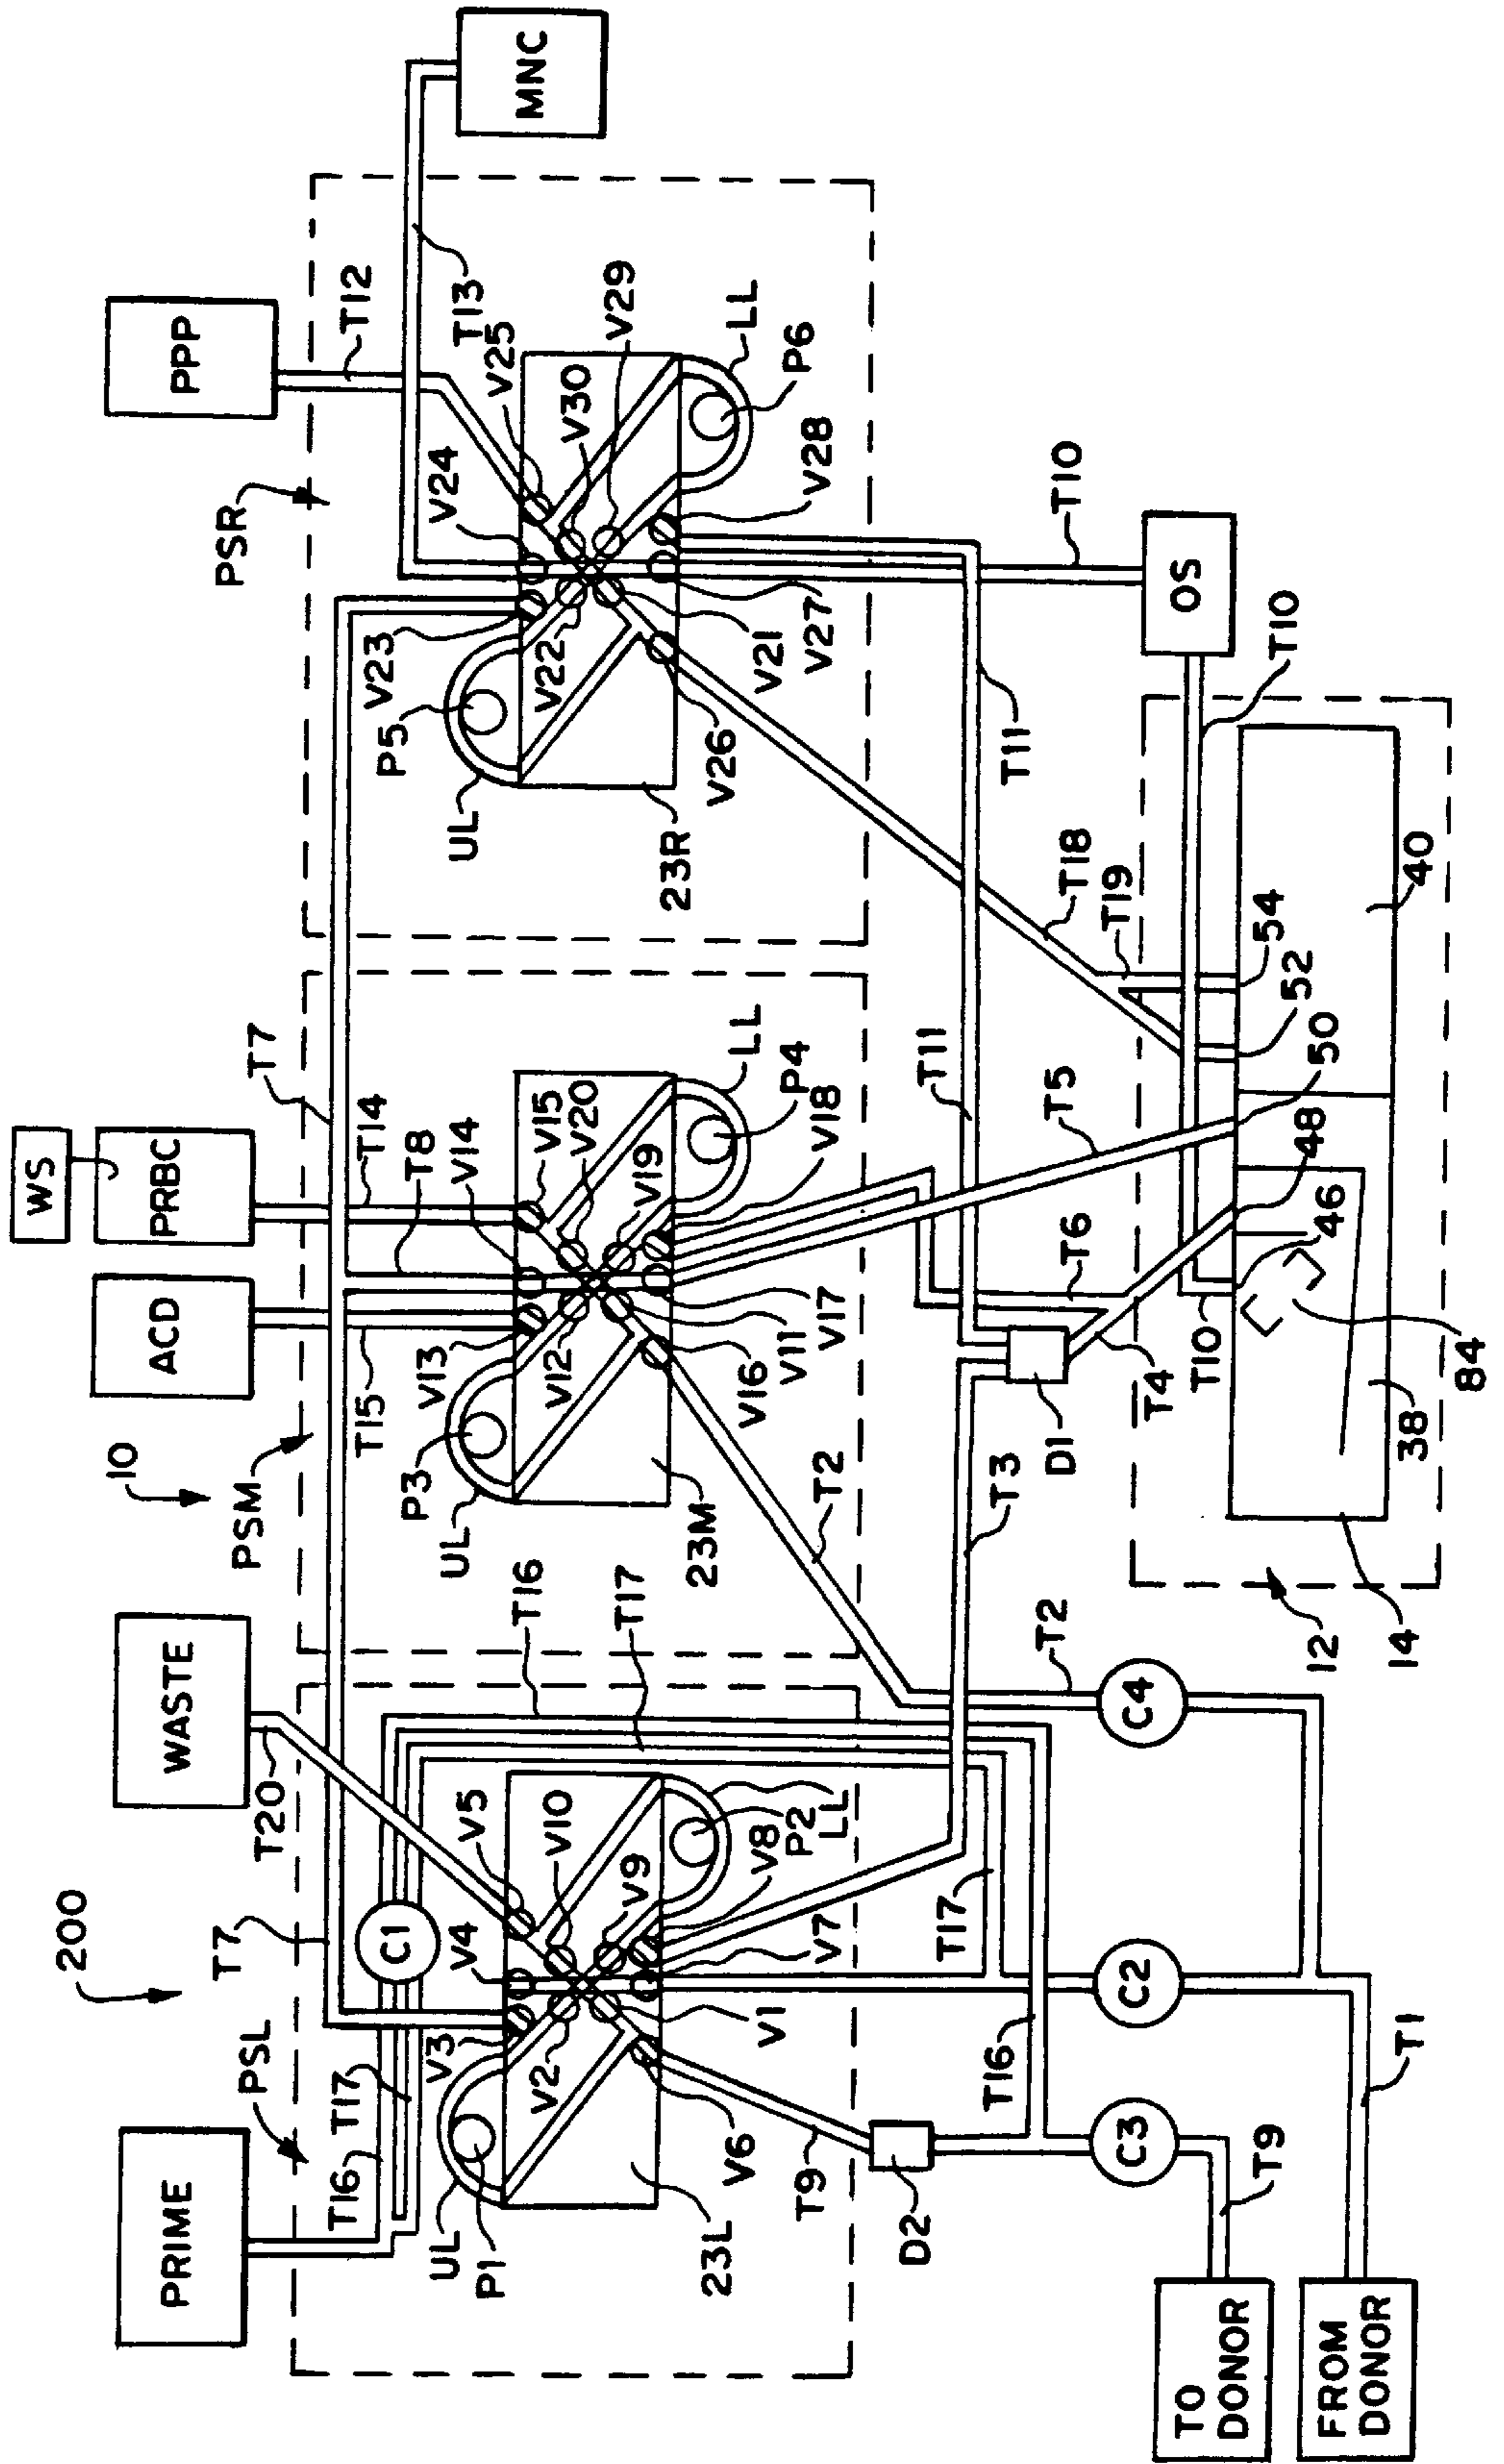 200
10
PRIME
WASTE
ACD
PRBC
WS
PPP
MNC
PSL
PSM
PSR
T20
T7
T7
T15
T14
T8
T12
T13
T16
T17
C1
T16
T17
UL
P1
V3
V4
V5
V10
V2
V9
V1
V6
V7
V8
P2
LL
23L
UL
P3
V13
V14
V15
V20
V12
V19
V11
V16
V17
V18
P4
LL
23M
UL
P5
V23
V24
V25
V30
V22
V29
V21
V26
V27
V28
P6
LL
23R
T9
D2
T16
T17
T3
T2
T2
C3
C2
C4
T9
T1
TO
DONOR
FROM
DONOR
D1
T4
T6
T11
T11
T5
T18
T19
T10
OS
T10
T10
46
48
50
52
54
12
14
38
84
40